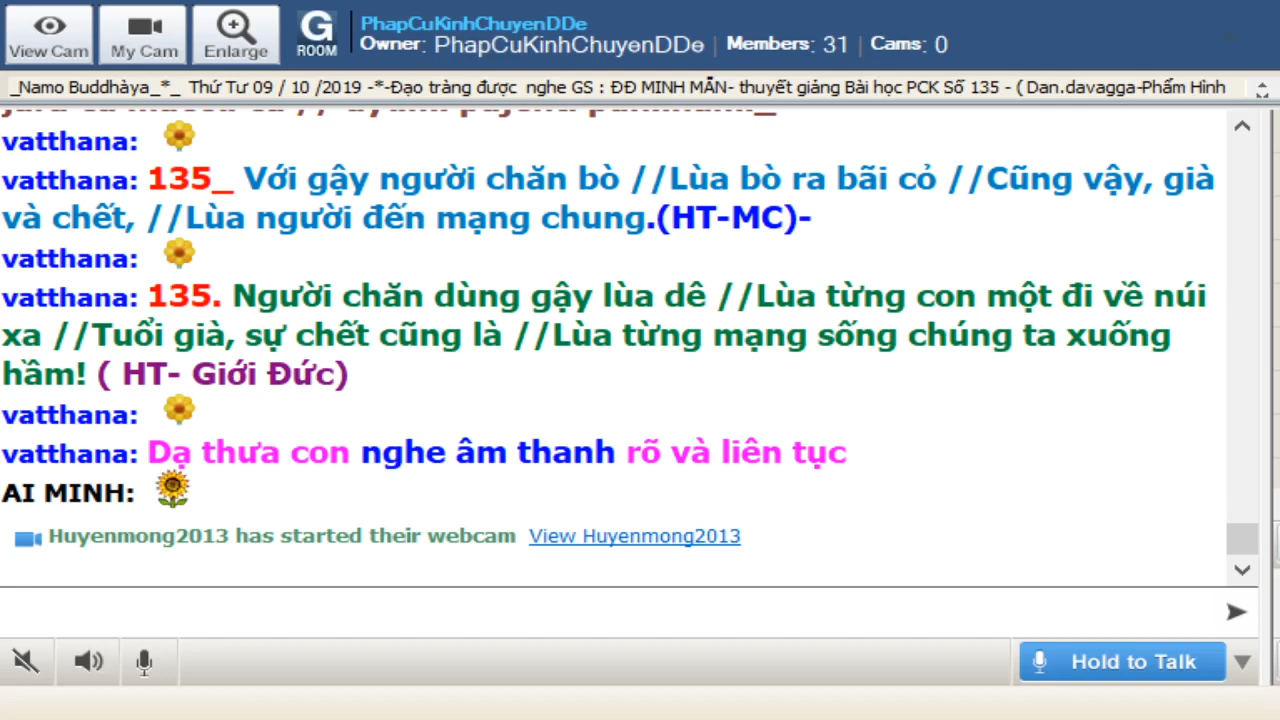 View Cam
My Cam
Enlarge
G
ROOM
PhapCuKinhChuyenDDe
Owner: PhapCuKinhChuyenDDe | Members: 31 | Cams: 0
_Namo Buddhàya_*_ Thứ Tư 09 / 10 /2019 -*-Đạo tràng được nghe GS : ĐĐ MINH MẪN- thuyết giảng Bài học PCK Số 135 - ( Dan.davagga-Phẩm Hình
vatthana:
vatthana: 135_ Với gậy người chăn bò //Lùa bò ra bãi cỏ //Cũng vậy, già
và chết, //Lùa người đến mạng chung.(HT-MC)-
vatthana:
vatthana: 135. Người chăn dùng gậy lùa dê //Lùa từng con một đi về núi
xa //Tuổi già, sự chết cũng là //Lùa từng mạng sống chúng ta xuống
hầm! ( HT- Giới Đức)
vatthana:
vatthana: Dạ thưa con nghe âm thanh rõ và liên tục
AI MINH:
Huyenmong2013 has started their webcam View Huyenmong2013
Hold to Talk